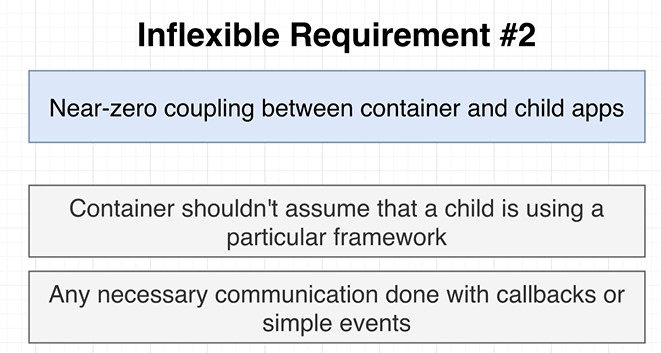 Inflexible Requirement #2
Near-zero coupling between container and child apps
Container shouldn't assume that a child is using a
particular framework
Any necessary communication done with callbacks or
simple events